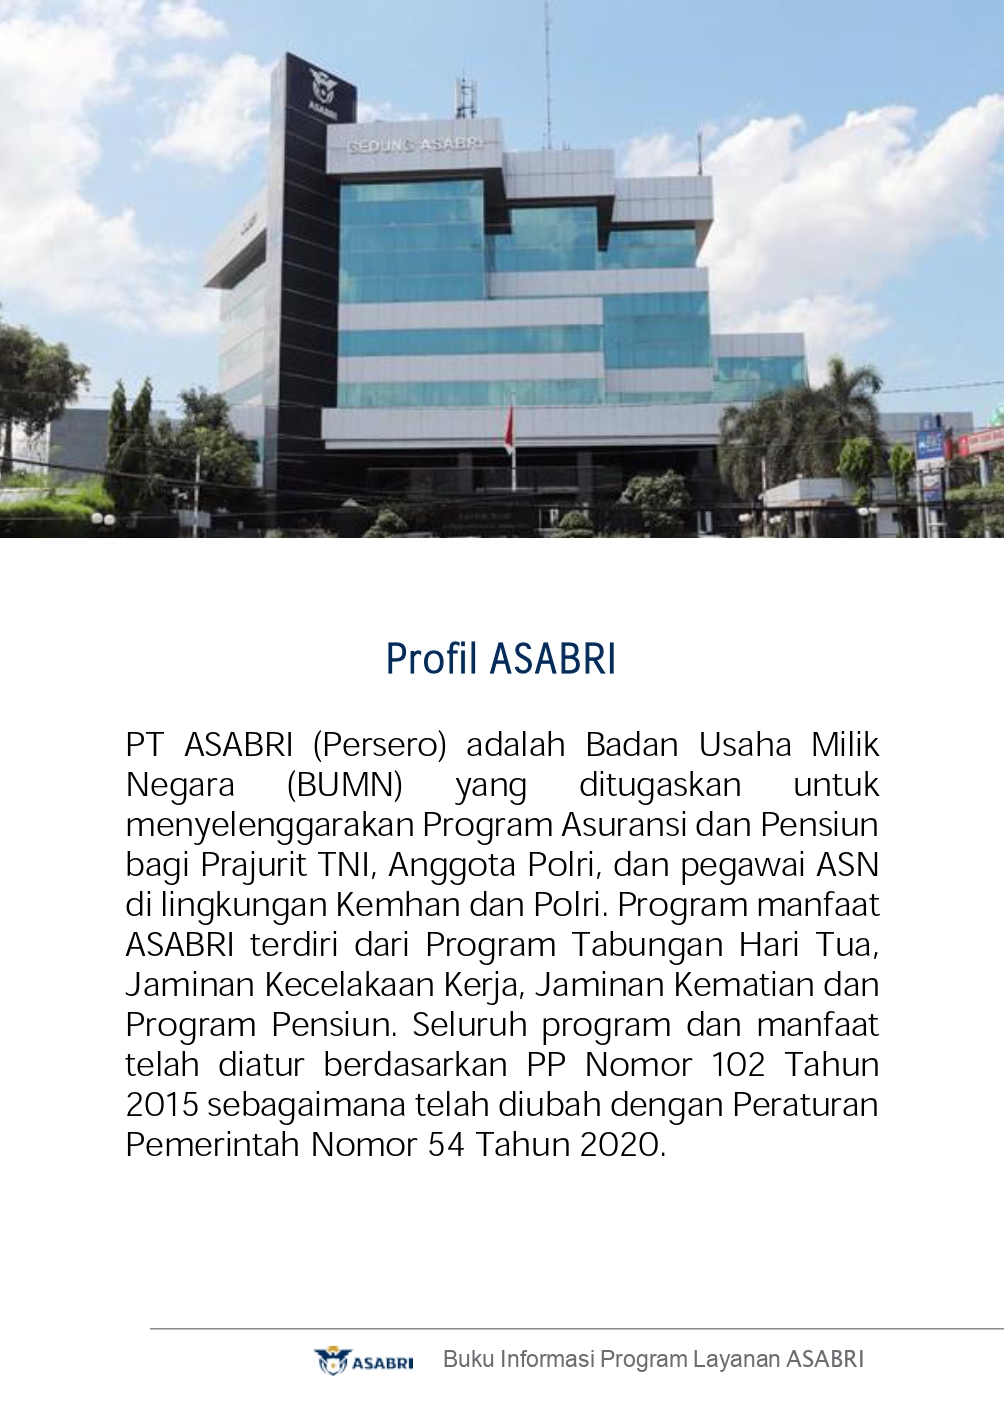 ASABRI
GEDUNG ASABRI
Profil ASABRI
PT ASABRI (Persero) adalah Badan Usaha Milik
Negara (BUMN) yang ditugaskan untuk
menyelenggarakan Program Asuransi dan Pensiun
bagi Prajurit TNI, Anggota Polri, dan pegawai ASN
di lingkungan Kemhan dan Polri. Program manfaat
ASABRI terdiri dari Program Tabungan Hari Tua,
Jaminan Kecelakaan Kerja, Jaminan Kematian dan
Program Pensiun. Seluruh program dan manfaat
telah diatur berdasarkan PP Nomor 102 Tahun
2015 sebagaimana telah diubah dengan Peraturan
Pemerintah Nomor 54 Tahun 2020.
ASABRI Buku Informasi Program Layanan ASABRI